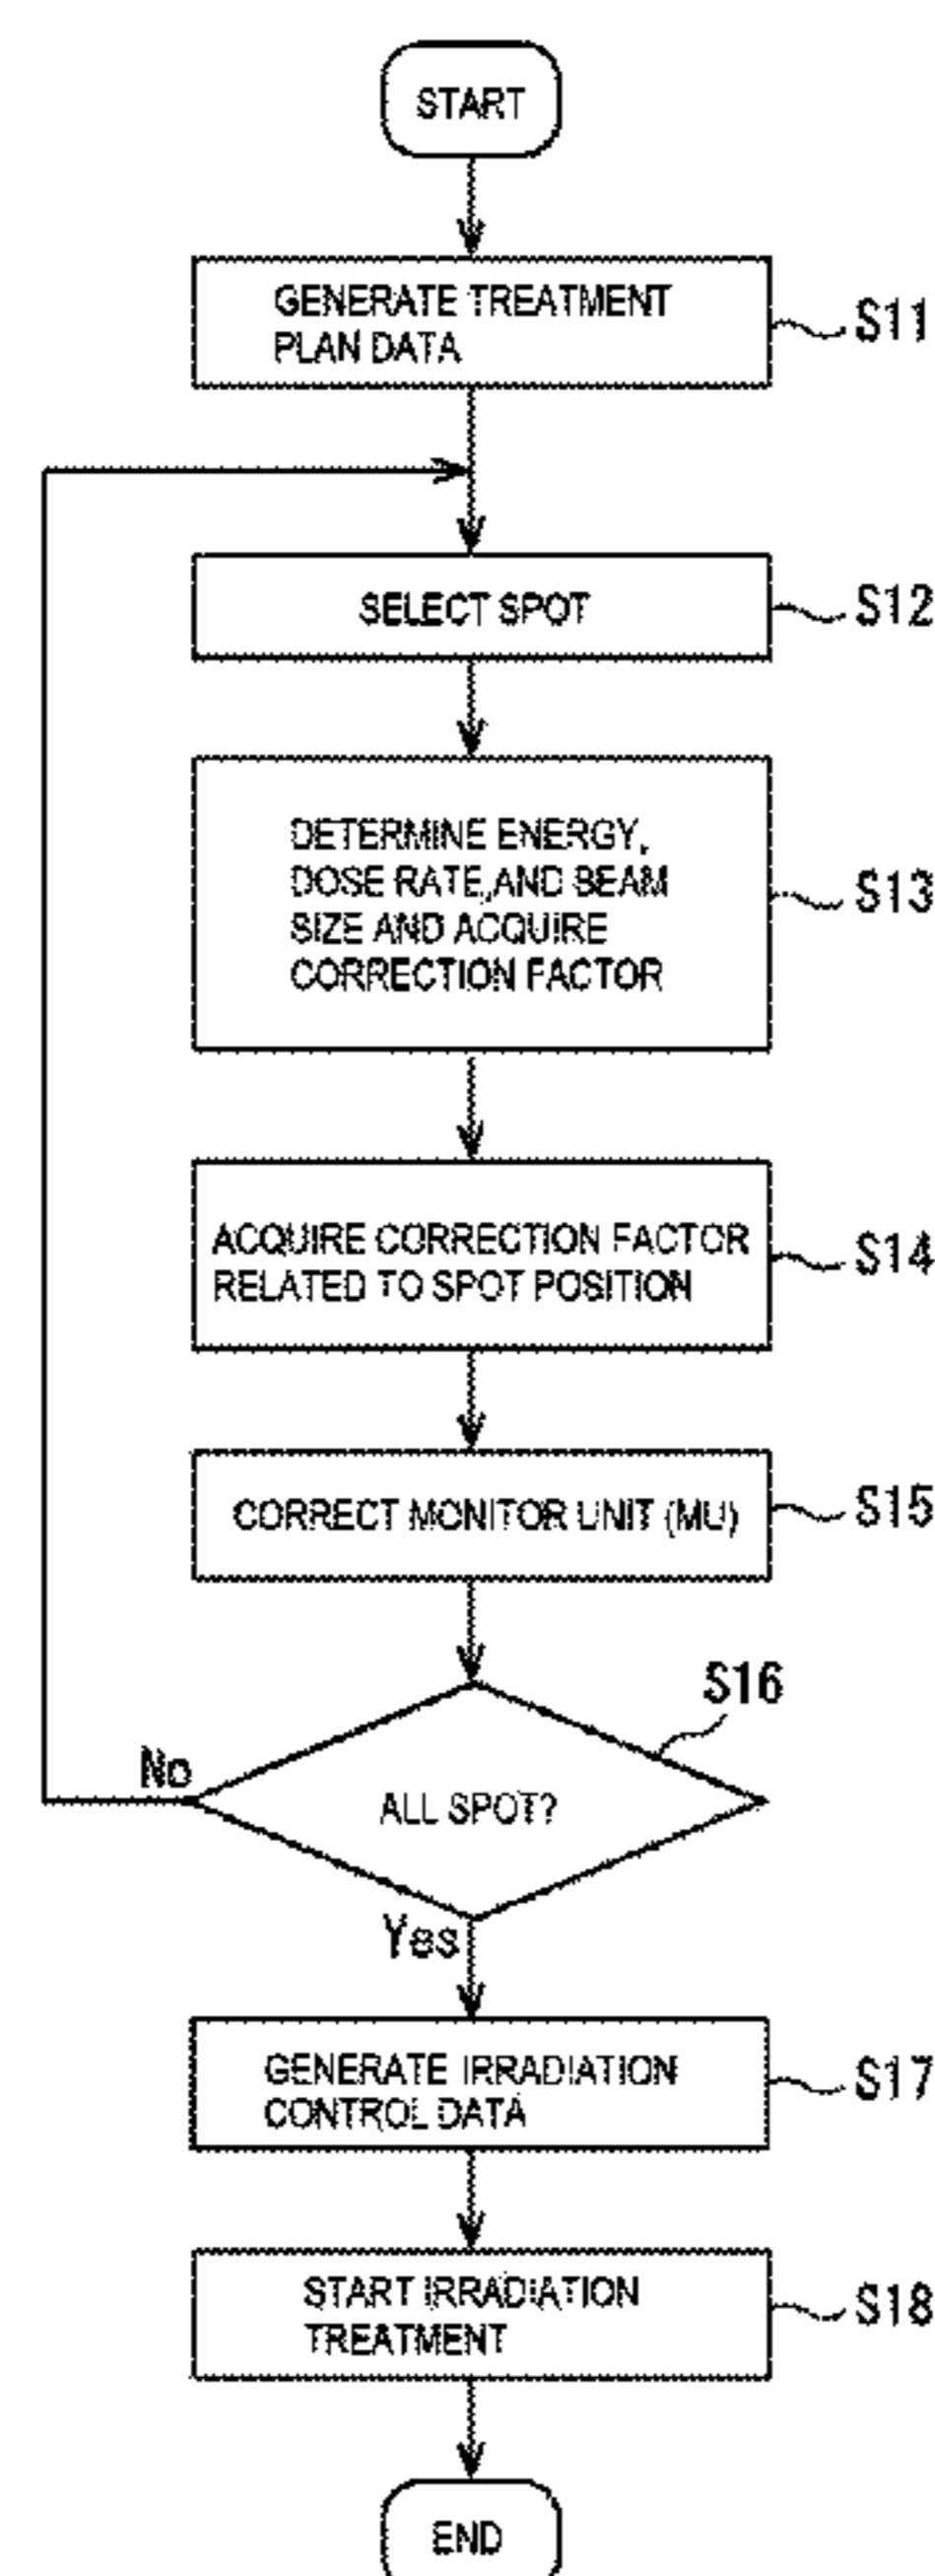 START
GENERATE TREATMENT
PLAN DATA
S11
SELECT SPOT
S12
DETERMINE ENERGY,
DOSE RATE,AND BEAM
SIZE AND ACQUIRE
CORRECTION FACTOR
S13
ACQUIRE CORRECTION FACTOR
RELATED TO SPOT POSITION
S14
CORRECT MONITOR UNIT (MU)
S15
S16
No
ALL SPOT?
Yes
GENERATE IRRADIATION
CONTROL DATA
S17
START IRRADIATION
TREATMENT
S18
END